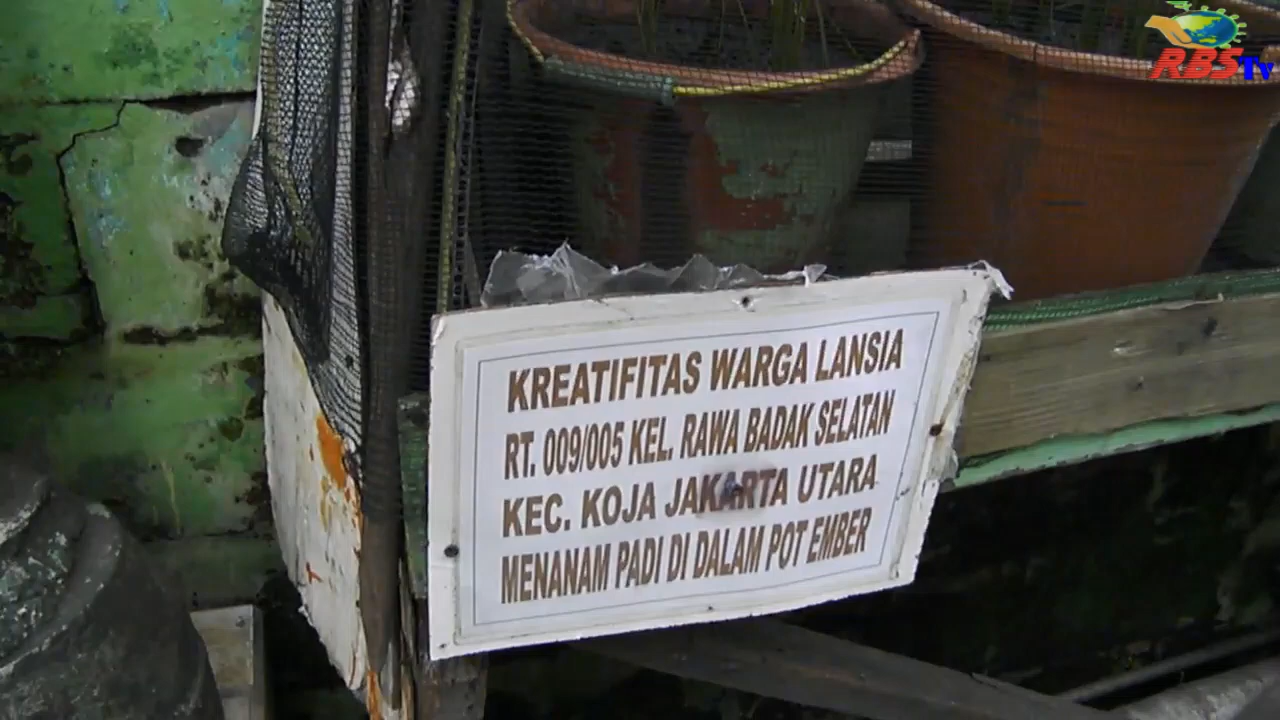 RBS Tv
KREATIFITAS WARGA LANSIA
RT. 009/005 KEL. RAWA BADAK SELATAN
KEC. KOJA JAKARTA UTARA
MENANAM PADI DI DALAM POT EMBER